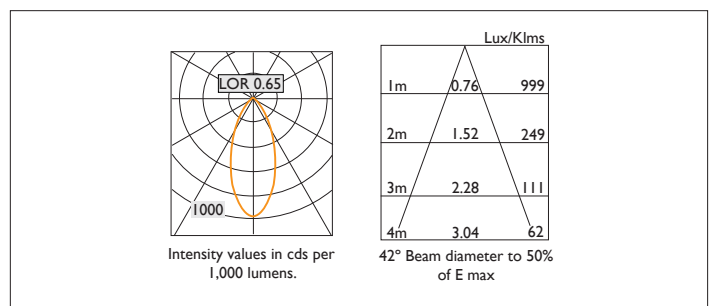 LOR 0.65
1000
Intensity values in cds per
1,000 lumens.
Lux/Klms
1m 0.76 999
2m 1.52 249
3m 2.28 111
4m 3.04 62
42º Beam diameter to 50%
of E max